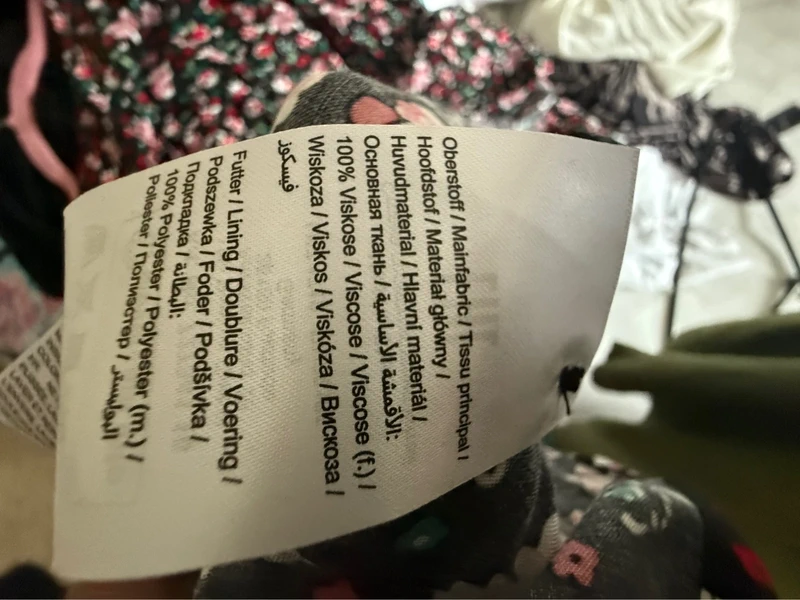 Oberstoff / Mainfabric / Tissu principal /
Hoofdstof / Materiał główny /
Huvudmaterial / Hlavní materiál /
Основная ткань / الأقمشة الأساسية:
100% Viskose / Viscose / Viscose (f.) /
Wiskoza / Viskos / Viskóza / Вискоза /
فيسكوز
Futter / Lining / Doublure / Voering /
Podszewka / Foder / Podšívka /
Подкладка / البطانة:
100% Polyester / Polyester (m.) /
Poliester / Полиэстер / البوليستر